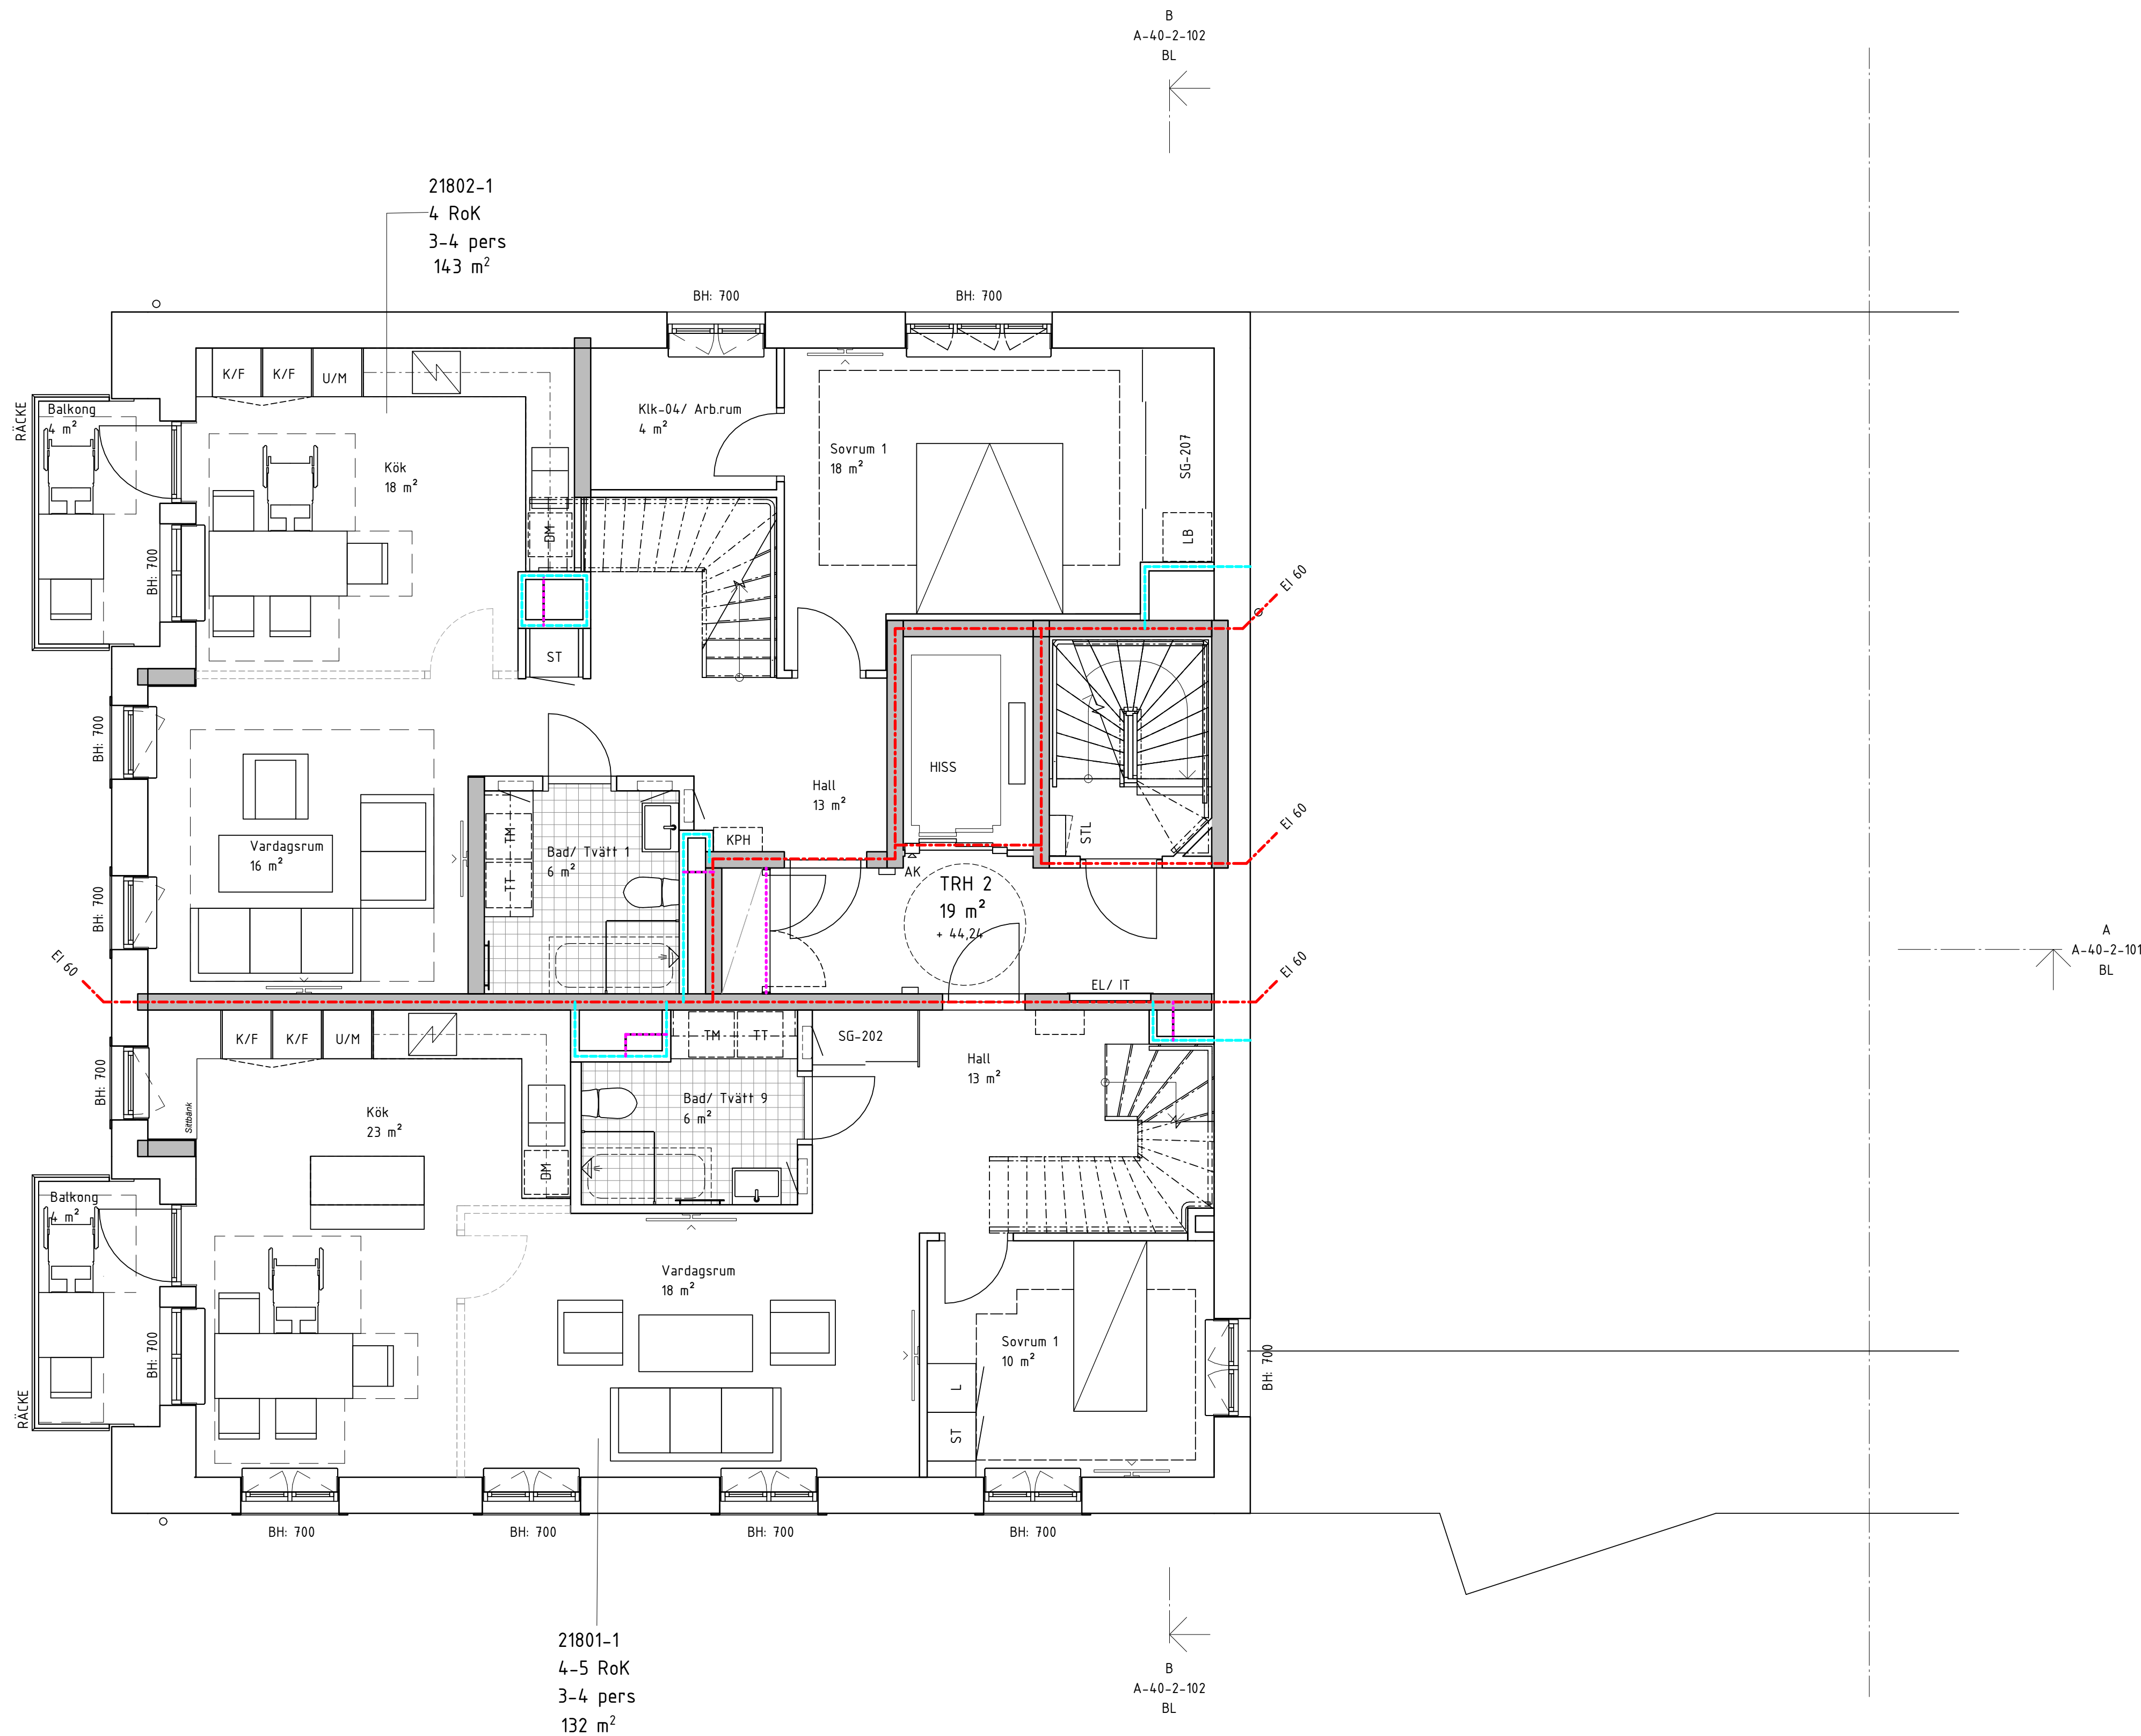 B
A-40-2-102
BL
21802-1
4 RoK
3-4 pers
143 m²
BH: 700
BH: 700
K/F
K/F
U/M
RÄCKE
Balkong
4 m²
Klk-04/ Arb.rum
4 m²
Sovrum 1
18 m²
SG-207
Kök
18 m²
DM
LB
BH: 700
EI 60
ST
BH: 700
HISS
Hall
13 m²
EI 60
STL
TM
KPH
Vardagsrum
16 m²
Bad/ Tvätt 1
6 m²
TT
AK
TRH 2
19 m²
+ 44,24
BH: 700
A
A-40-2-101
BL
EI 60
EI 60
EL/ IT
K/F
K/F
U/M
TM
TT
SG-202
Hall
13 m²
BH: 700
Sittbänk
Kök
23 m²
Bad/ Tvätt 9
6 m²
DM
Balkong
4 m²
Vardagsrum
18 m²
BH: 700
Sovrum 1
10 m²
BH: 700
L
RÄCKE
ST
BH: 700
BH: 700
BH: 700
BH: 700
21801-1
4-5 RoK
3-4 pers
132 m²
B
A-40-2-102
BL